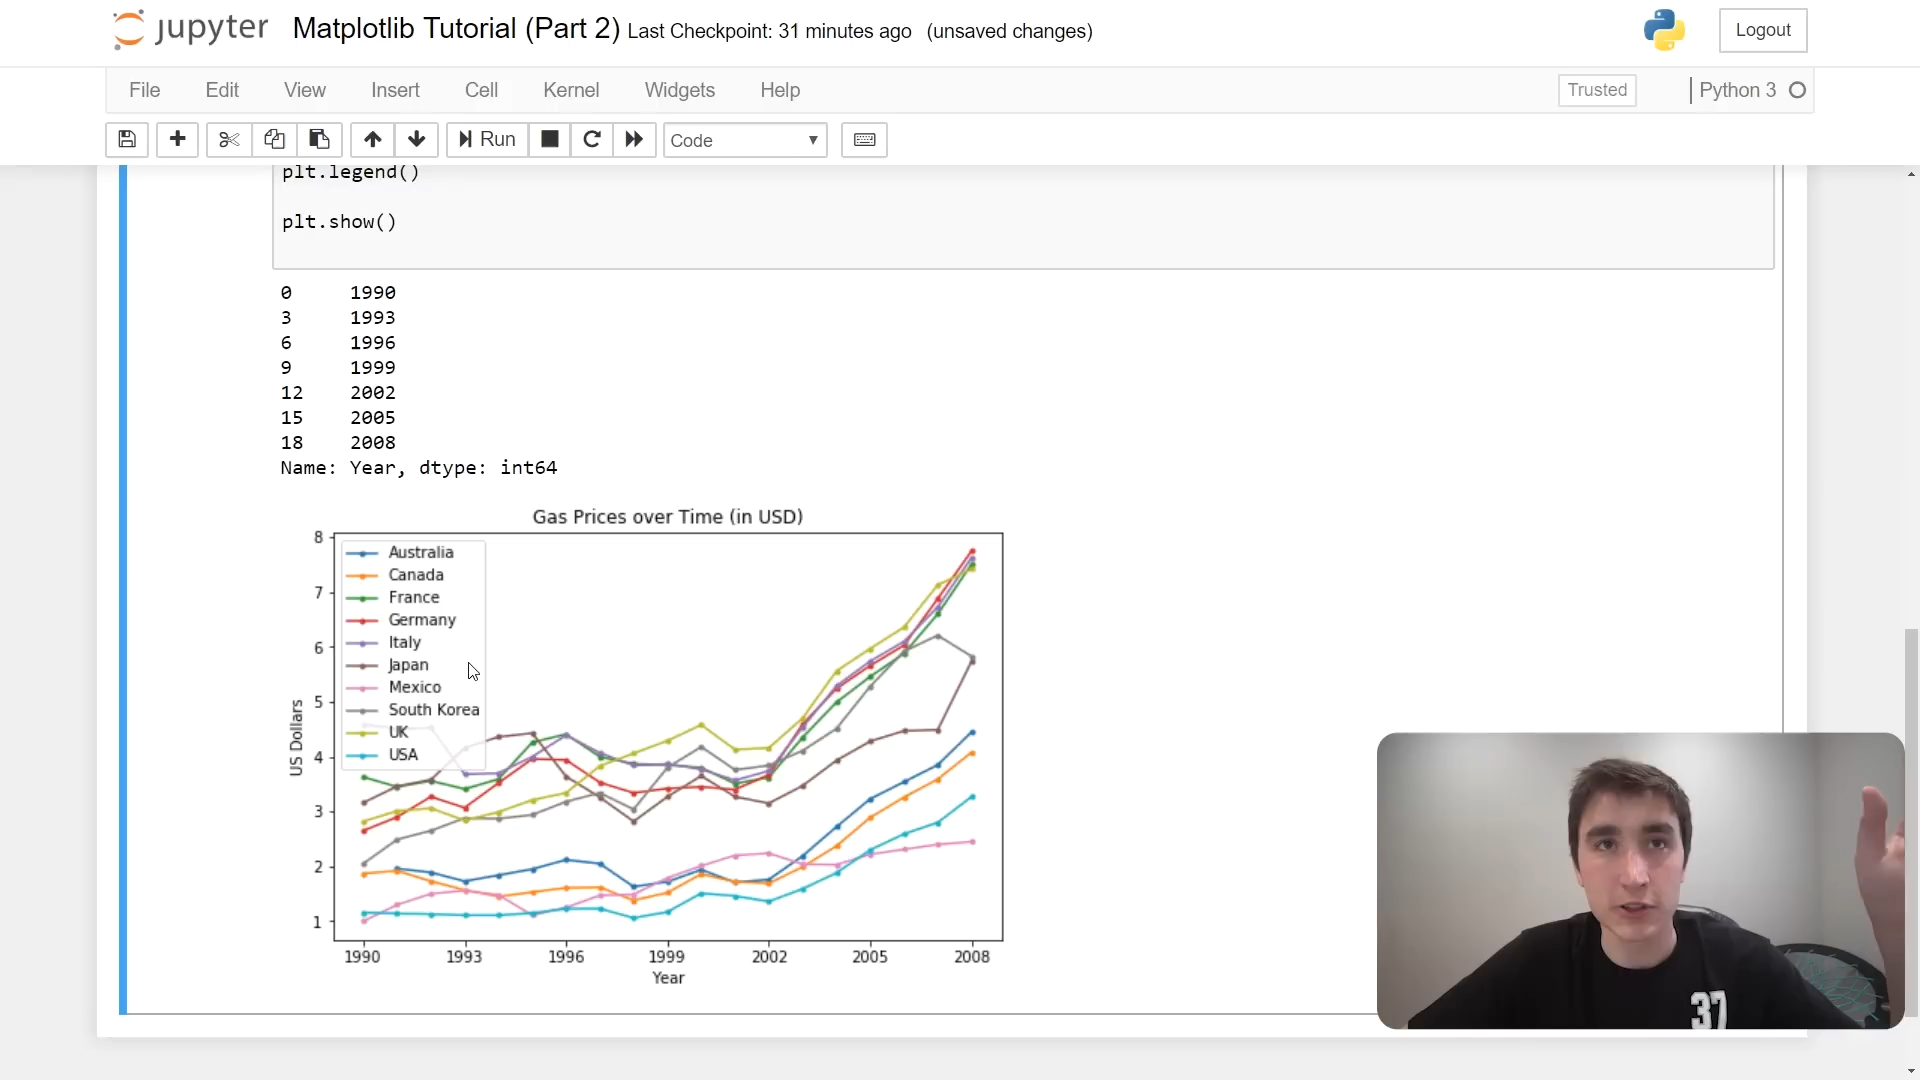 jupyter Matplotlib Tutorial (Part 2) Last Checkpoint: 31 minutes ago (unsaved changes) Logout
File Edit View Insert Cell Kernel Widgets Help Trusted Python 3
Run Code
plt.legend()
plt.show()
0 1990
3 1993
6 1996
9 1999
12 2002
15 2005
18 2008
Name: Year, dtype: int64
Gas Prices over Time (in USD)
8
7
6
5
4
3
2
1
US Dollars
Australia
Canada
France
Germany
Italy
Japan
Mexico
South Korea
UK
USA
1990 1993 1996 1999 2002 2005 2008
Year
37